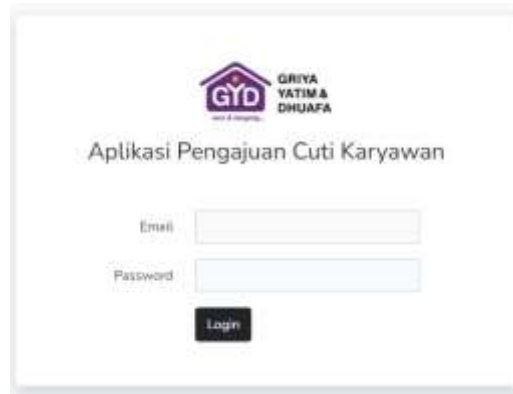 GYD
GRIYA
YATIM &
DHUAFA
Aplikasi Pengajuan Cuti Karyawan
Email
Password
Login